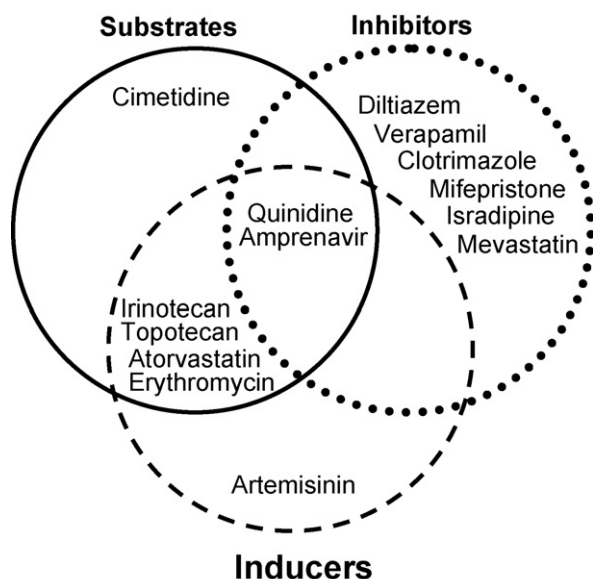 Substrates
Inhibitors
Cimetidine
Diltiazem
Verapamil
Clotrimazole
Mifepristone
Isradipine
Mevastatin
Quinidine
Amprenavir
Irinotecan
Topotecan
Atorvastatin
Erythromycin
Artemisinin
Inducers